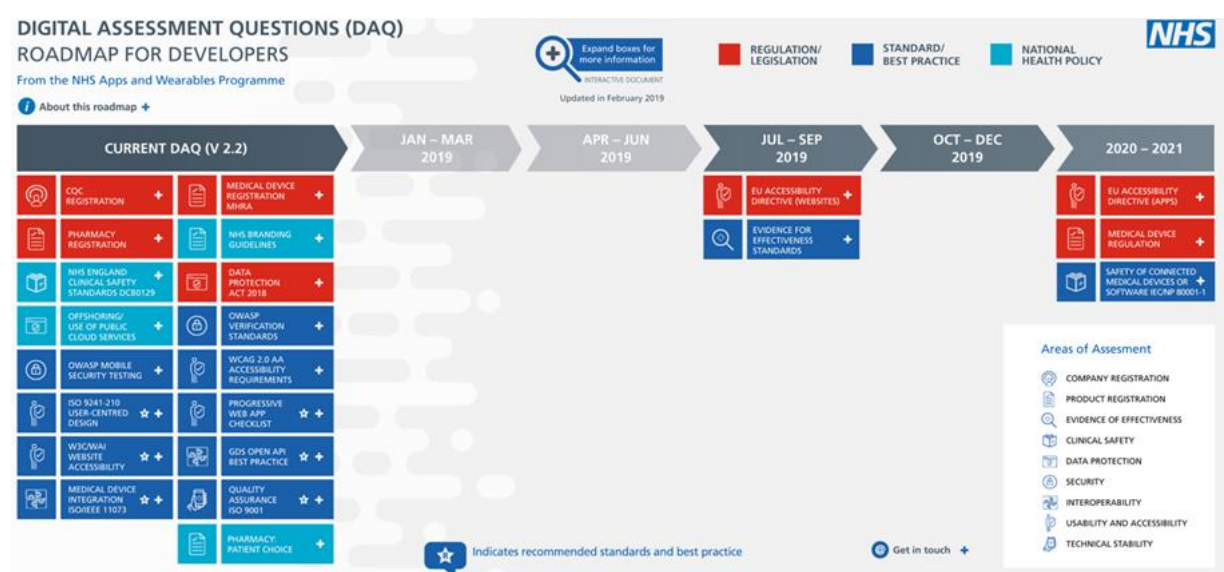 DIGITAL ASSESSMENT QUESTIONS (DAQ)
ROADMAP FOR DEVELOPERS
From the NHS Apps and Wearables Programme
i About this roadmap +
Expand boxes for
more information
INTERACTIVE DOCUMENT
Updated in February 2019
REGULATION/
LEGISLATION
STANDARD/
BEST PRACTICE
NATIONAL
HEALTH POLICY
NHS
CURRENT DAQ (V 2.2)
JAN – MAR
2019
APR – JUN
2019
JUL – SEP
2019
OCT – DEC
2019
2020 – 2021
CQC
REGISTRATION +
MEDICAL DEVICE
REGISTRATION +
MHRA
PHARMACY
REGISTRATION +
NHS BRANDING
GUIDELINES +
NHS ENGLAND
CLINICAL SAFETY +
STANDARDS DCB0129
DATA
PROTECTION +
ACT 2018
OFFSHORING/
USE OF PUBLIC +
CLOUD SERVICES
OWASP
VERIFICATION +
STANDARDS
OWASP MOBILE
SECURITY TESTING +
WCAG 2.0 AA
ACCESSIBILITY +
REQUIREMENTS
ISO 9241-210
USER-CENTRED +
DESIGN
PROGRESSIVE
WEB APP +
CHECKLIST
W3C/WAI
WEBSITE +
ACCESSIBILITY
GDS OPEN API
BEST PRACTICE +
MEDICAL DEVICE
INTEGRATION +
ISO/IEEE 11073
QUALITY
ASSURANCE +
ISO 9001
PHARMACY:
PATIENT CHOICE +
EU ACCESSIBILITY
DIRECTIVE (WEBSITES) +
EVIDENCE FOR
EFFECTIVENESS +
STANDARDS
EU ACCESSIBILITY
DIRECTIVE (APPS) +
MEDICAL DEVICE
REGULATION +
SAFETY OF CONNECTED
MEDICAL DEVICES OR +
SOFTWARE IEC/NP 80001-1
Areas of Assesment
COMPANY REGISTRATION
PRODUCT REGISTRATION
EVIDENCE OF EFFECTIVENESS
CLINICAL SAFETY
DATA PROTECTION
SECURITY
INTEROPERABILITY
USABILITY AND ACCESSIBILITY
TECHNICAL STABILITY
Indicates recommended standards and best practice
Get in touch +